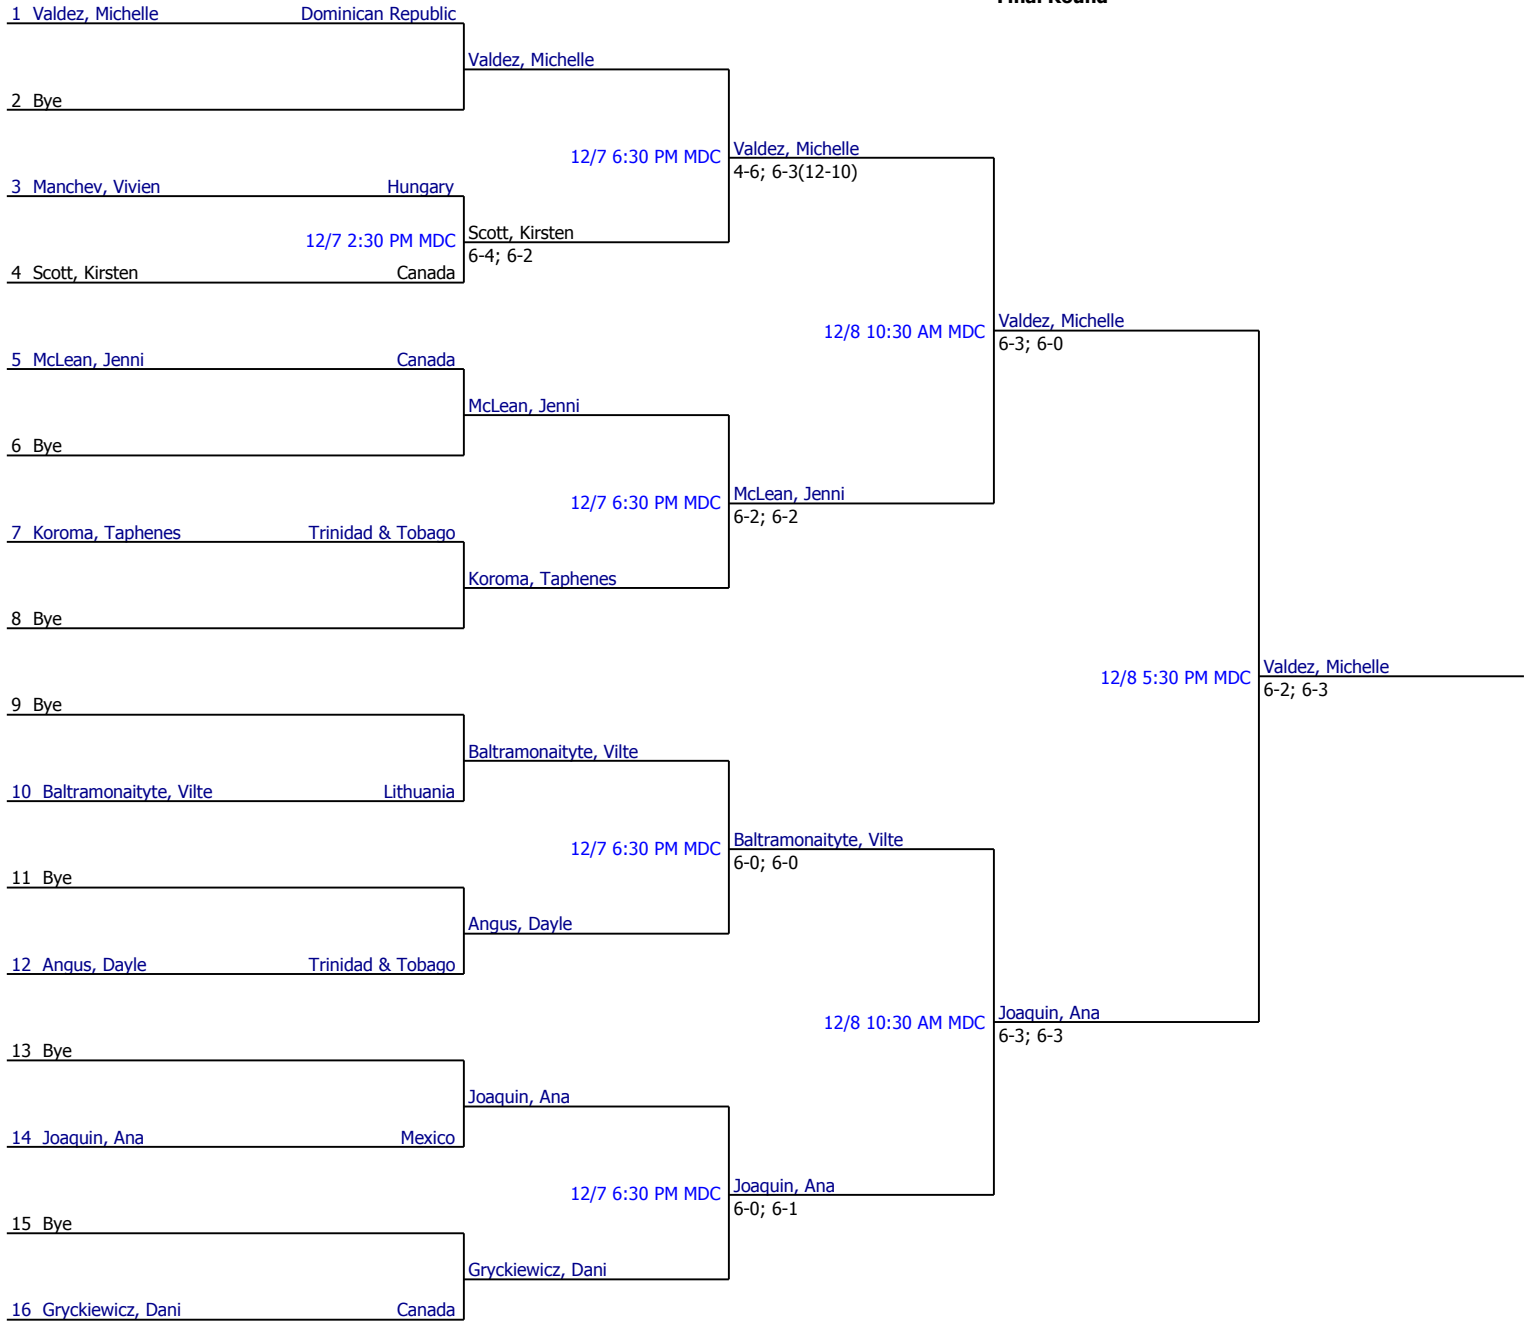 Final Round
1 Valdez, Michelle Dominican Republic
Valdez, Michelle
2 Bye
12/7 6:30 PM MDC Valdez, Michelle
4-6; 6-3(12-10)
3 Manchev, Vivien Hungary
12/7 2:30 PM MDC Scott, Kirsten
6-4; 6-2
4 Scott, Kirsten Canada
12/8 10:30 AM MDC Valdez, Michelle
6-3; 6-0
5 McLean, Jenni Canada
McLean, Jenni
6 Bye
12/7 6:30 PM MDC McLean, Jenni
6-2; 6-2
7 Koroma, Taphenes Trinidad & Tobago
Koroma, Taphenes
8 Bye
12/8 5:30 PM MDC Valdez, Michelle
6-2; 6-3
9 Bye
Baltramonaityte, Vilte
10 Baltramonaityte, Vilte Lithuania
12/7 6:30 PM MDC Baltramonaityte, Vilte
6-0; 6-0
11 Bye
Angus, Dayle
12 Angus, Dayle Trinidad & Tobago
12/8 10:30 AM MDC Joaquin, Ana
6-3; 6-3
13 Bye
Joaquin, Ana
14 Joaquin, Ana Mexico
12/7 6:30 PM MDC Joaquin, Ana
6-0; 6-1
15 Bye
Gryckiewicz, Dani
16 Gryckiewicz, Dani Canada